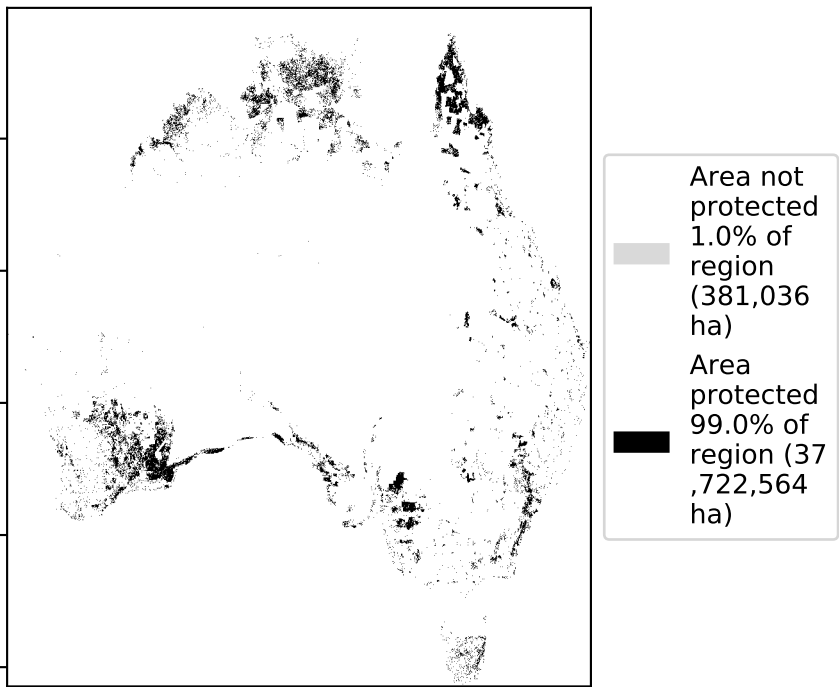 Area not
protected
1.0% of
region
(381,036
ha)
Area
protected
99.0% of
region (37
,722,564
ha)